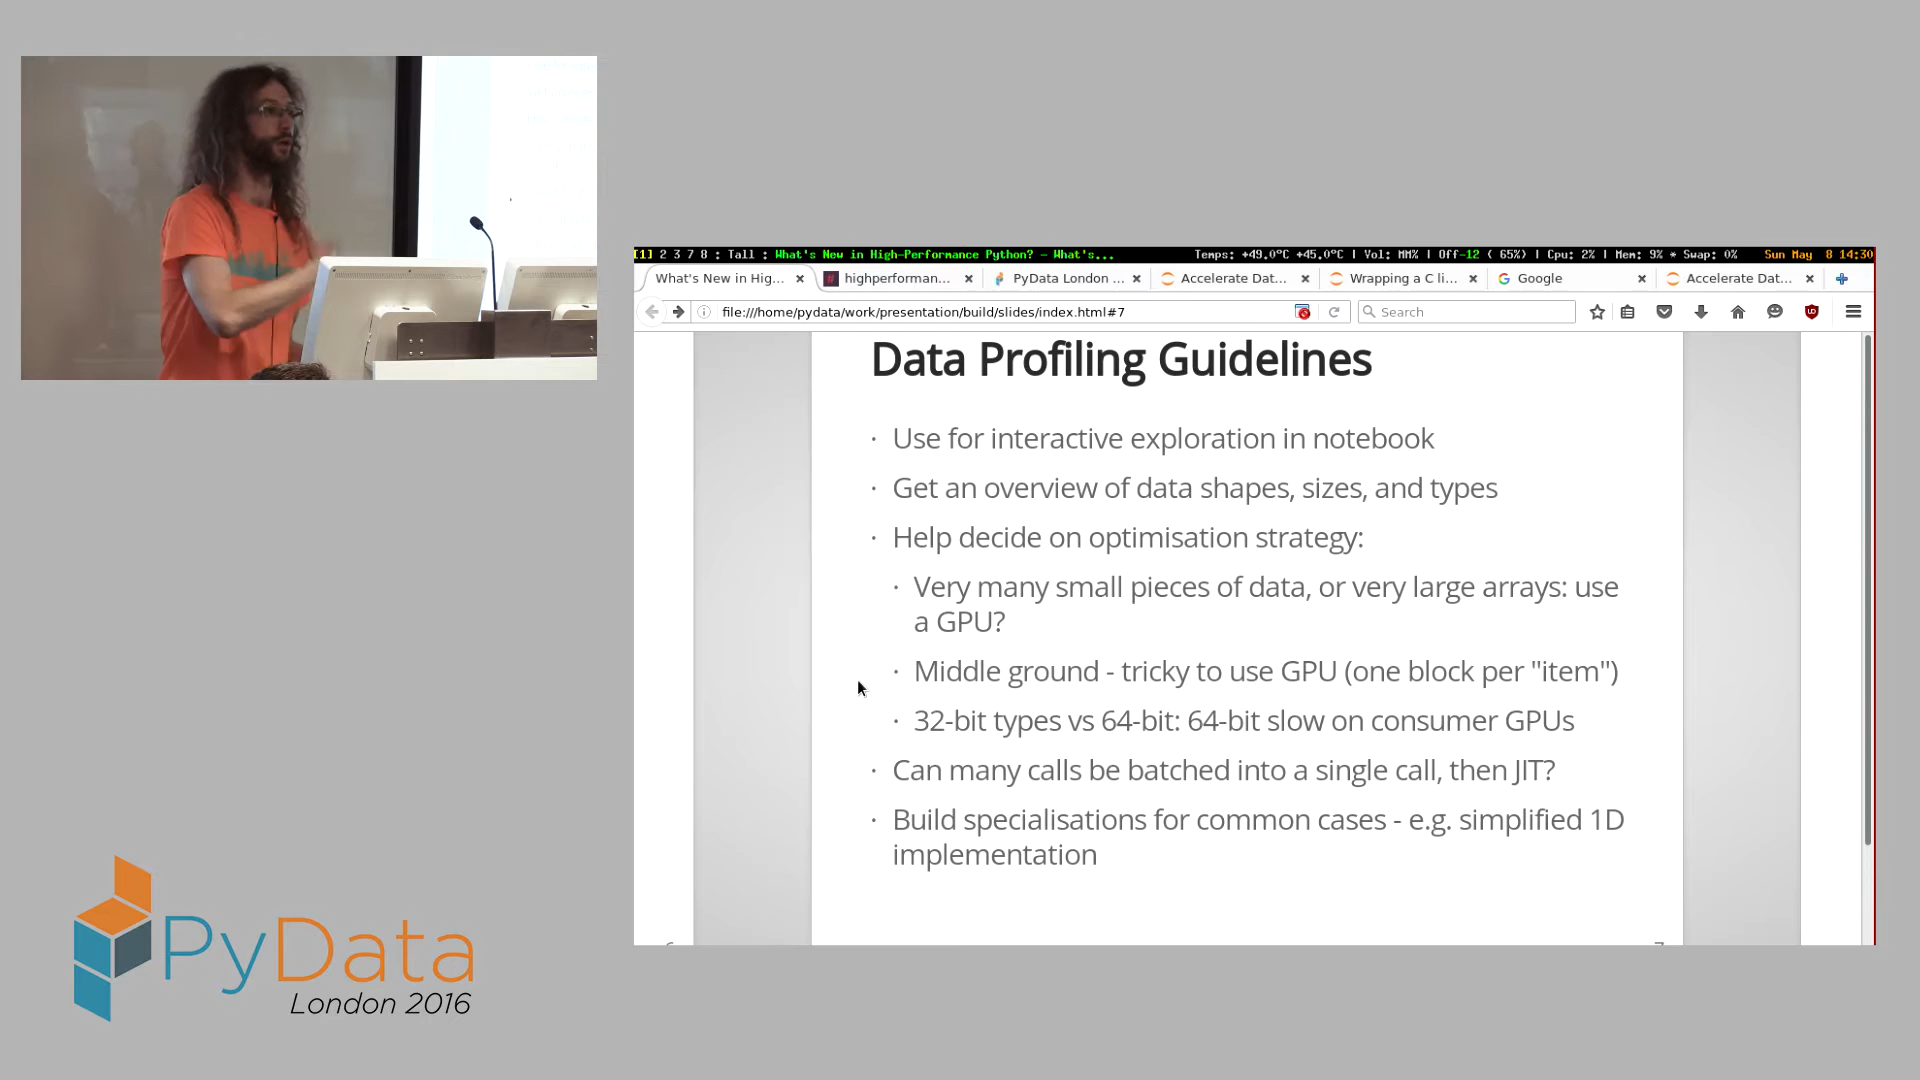 [1] 2 3 7 8 : Tall : What's New in High-Performance Python? — What's... Temps: +49.0°C +45.0°C | Vol: MM% | Off-12 ( 65%) | Cpu: 2% | Mem: 9% * Swap: 0% Sun May 8 14:30
What's New in Hig... highperforman... PyData London ... Accelerate Dat... Wrapping a C li... Google Accelerate Dat...
file:///home/pydata/work/presentation/build/slides/index.html#7 Search
Data Profiling Guidelines
· Use for interactive exploration in notebook
· Get an overview of data shapes, sizes, and types
· Help decide on optimisation strategy:
· Very many small pieces of data, or very large arrays: use
a GPU?
· Middle ground - tricky to use GPU (one block per "item")
· 32-bit types vs 64-bit: 64-bit slow on consumer GPUs
· Can many calls be batched into a single call, then JIT?
· Build specialisations for common cases - e.g. simplified 1D
implementation
PyData
London 2016